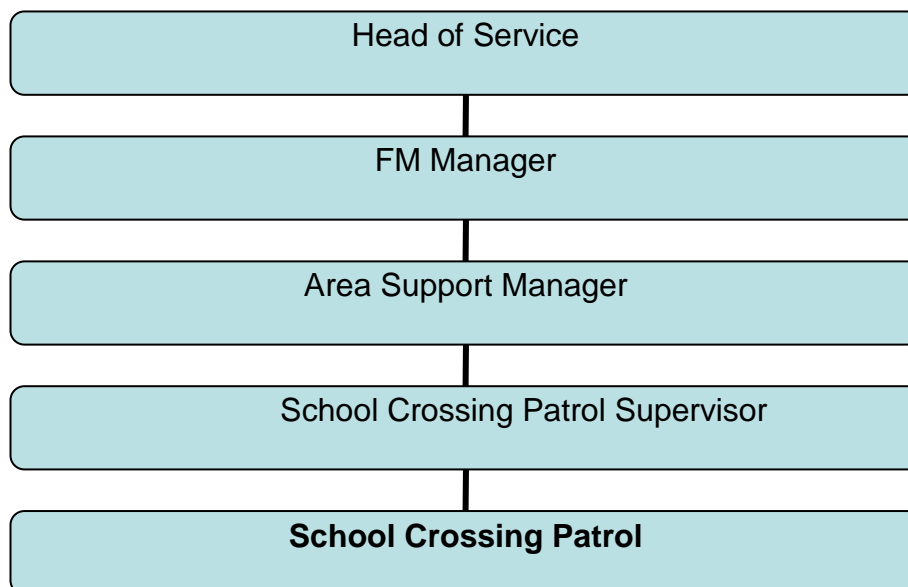 Head of Service
FM Manager
Area Support Manager
School Crossing Patrol Supervisor
School Crossing Patrol